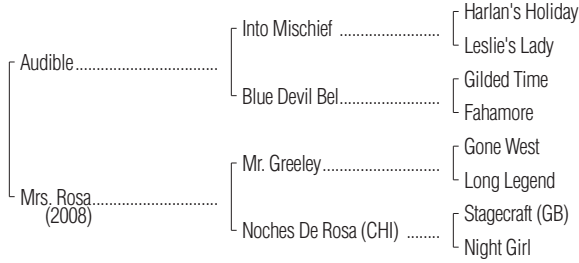 Harlan's Holiday
Into Mischief ......................
Leslie's Lady
Audible................................
Gilded Time
Blue Devil Bel......................
Fahamore
Gone West
Mr. Greeley.........................
Long Legend
Mrs. Rosa............................
(2008)
Stagecraft (GB)
Noches De Rosa (CHI) .......
Night Girl